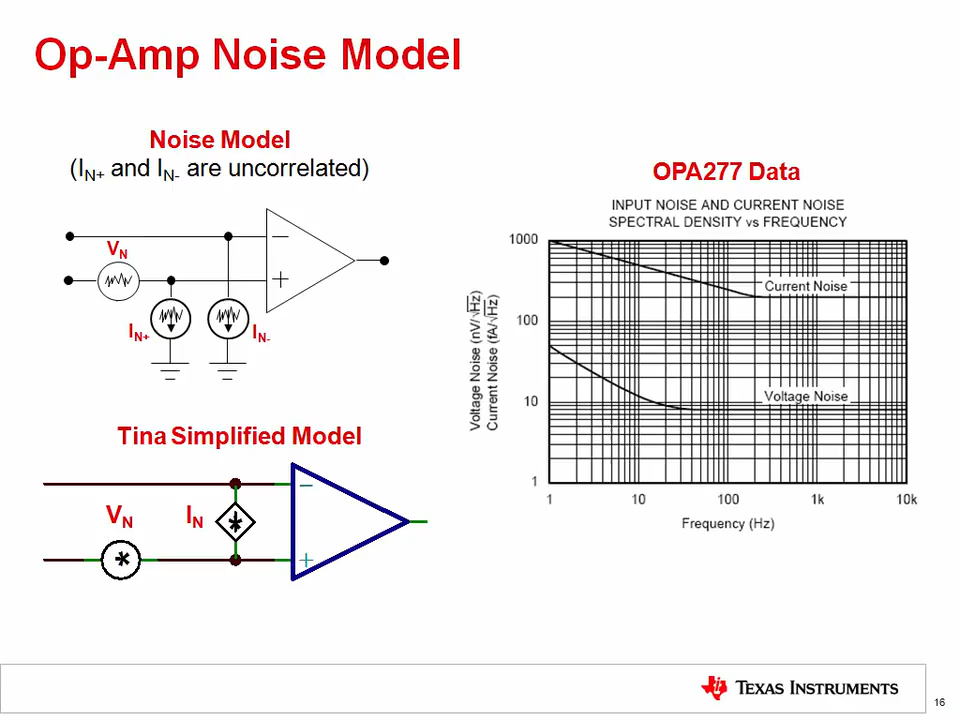 Op-Amp Noise Model
Noise Model
(IN+ and IN- are uncorrelated)
VN
IN+
IN-
−
+
Tina Simplified Model
VN
IN
*
*
−
+
OPA277 Data
INPUT NOISE AND CURRENT NOISE
SPECTRAL DENSITY vs FREQUENCY
Voltage Noise (nV/√Hz)
Current Noise (fA/√Hz)
1000
100
10
1
Current Noise
Voltage Noise
1 10 100 1k 10k
Frequency (Hz)
TEXAS INSTRUMENTS
16